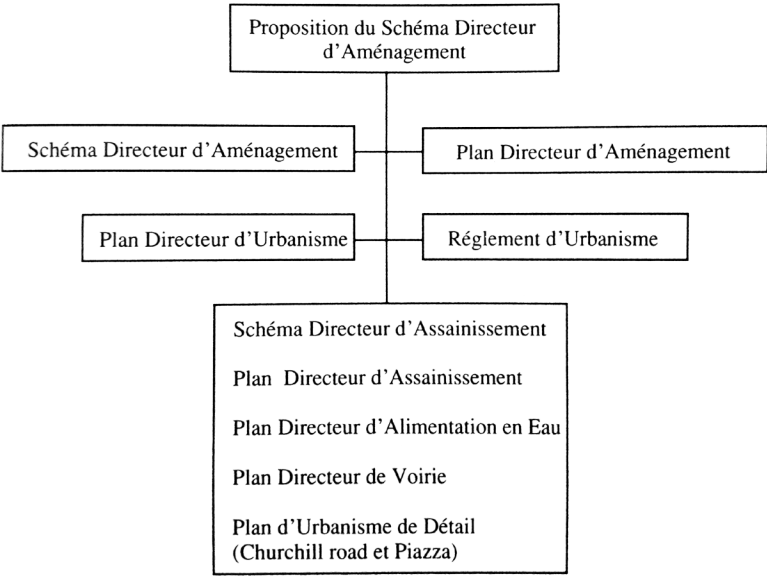 Proposition du Schéma Directeur
d'Aménagement
Schéma Directeur d'Aménagement
Plan Directeur d'Aménagement
Plan Directeur d'Urbanisme
Réglement d'Urbanisme
Schéma Directeur d'Assainissement
Plan Directeur d'Assainissement
Plan Directeur d'Alimentation en Eau
Plan Directeur de Voirie
Plan d'Urbanisme de Détail
(Churchill road et Piazza)